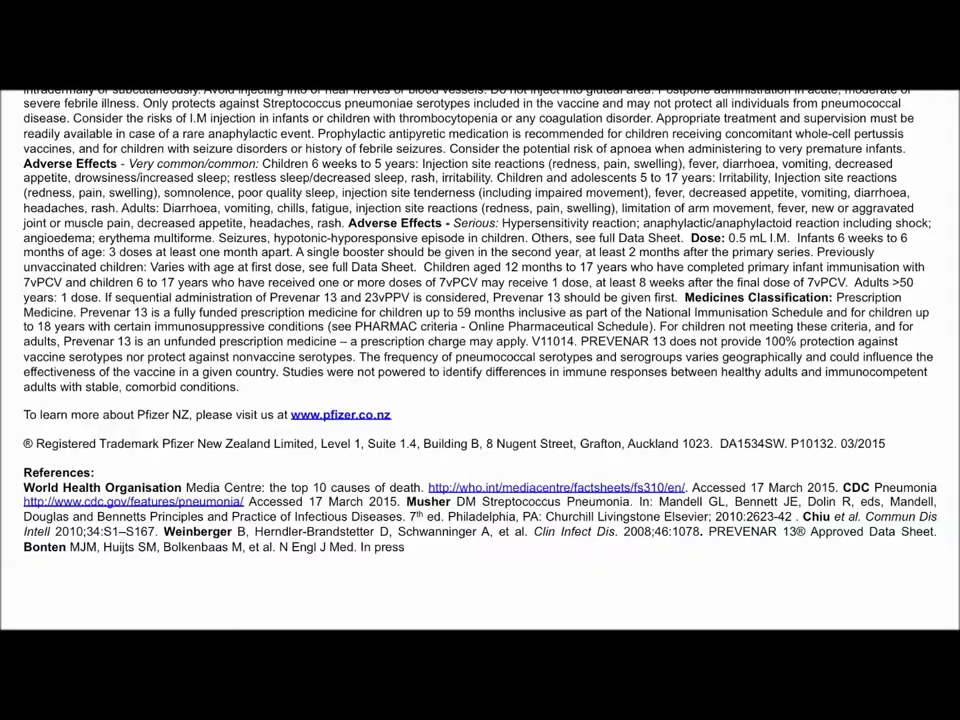 intradermally or subcutaneously. Avoid injecting into or near nerves or blood vessels. Do not inject into gluteal area. Postpone administration in acute, moderate or
severe febrile illness. Only protects against Streptococcus pneumoniae serotypes included in the vaccine and may not protect all individuals from pneumococcal
disease. Consider the risks of I.M injection in infants or children with thrombocytopenia or any coagulation disorder. Appropriate treatment and supervision must be
readily available in case of a rare anaphylactic event. Prophylactic antipyretic medication is recommended for children receiving concomitant whole-cell pertussis
vaccines, and for children with seizure disorders or history of febrile seizures. Consider the potential risk of apnoea when administering to very premature infants.
Adverse Effects - Very common/common: Children 6 weeks to 5 years: Injection site reactions (redness, pain, swelling), fever, diarrhoea, vomiting, decreased
appetite, drowsiness/increased sleep; restless sleep/decreased sleep, rash, irritability. Children and adolescents 5 to 17 years: Irritability, Injection site reactions
(redness, pain, swelling), somnolence, poor quality sleep, injection site tenderness (including impaired movement), fever, decreased appetite, vomiting, diarrhoea,
headaches, rash. Adults: Diarrhoea, vomiting, chills, fatigue, injection site reactions (redness, pain, swelling), limitation of arm movement, fever, new or aggravated
joint or muscle pain, decreased appetite, headaches, rash. Adverse Effects - Serious: Hypersensitivity reaction; anaphylactic/anaphylactoid reaction including shock;
angioedema; erythema multiforme. Seizures, hypotonic-hyporesponsive episode in children. Others, see full Data Sheet. Dose: 0.5 mL I.M. Infants 6 weeks to 6
months of age: 3 doses at least one month apart. A single booster should be given in the second year, at least 2 months after the primary series. Previously
unvaccinated children: Varies with age at first dose, see full Data Sheet. Children aged 12 months to 17 years who have completed primary infant immunisation with
7vPCV and children 6 to 17 years who have received one or more doses of 7vPCV may receive 1 dose, at least 8 weeks after the final dose of 7vPCV. Adults >50
years: 1 dose. If sequential administration of Prevenar 13 and 23vPPV is considered, Prevenar 13 should be given first. Medicines Classification: Prescription
Medicine. Prevenar 13 is a fully funded prescription medicine for children up to 59 months inclusive as part of the National Immunisation Schedule and for children up
to 18 years with certain immunosuppressive conditions (see PHARMAC criteria - Online Pharmaceutical Schedule). For children not meeting these criteria, and for
adults, Prevenar 13 is an unfunded prescription medicine – a prescription charge may apply. V11014. PREVENAR 13 does not provide 100% protection against
vaccine serotypes nor protect against nonvaccine serotypes. The frequency of pneumococcal serotypes and serogroups varies geographically and could influence the
effectiveness of the vaccine in a given country. Studies were not powered to identify differences in immune responses between healthy adults and immunocompetent
adults with stable, comorbid conditions.
To learn more about Pfizer NZ, please visit us at www.pfizer.co.nz
® Registered Trademark Pfizer New Zealand Limited, Level 1, Suite 1.4, Building B, 8 Nugent Street, Grafton, Auckland 1023. DA1534SW. P10132. 03/2015
References:
World Health Organisation Media Centre: the top 10 causes of death. http://who.int/mediacentre/factsheets/fs310/en/. Accessed 17 March 2015. CDC Pneumonia
http://www.cdc.gov/features/pneumonia/ Accessed 17 March 2015. Musher DM Streptococcus Pneumonia. In: Mandell GL, Bennett JE, Dolin R, eds, Mandell,
Douglas and Bennetts Principles and Practice of Infectious Diseases. 7th ed. Philadelphia, PA: Churchill Livingstone Elsevier; 2010:2623-42 . Chiu et al. Commun Dis
Intell 2010;34:S1–S167. Weinberger B, Herndler-Brandstetter D, Schwanninger A, et al. Clin Infect Dis. 2008;46:1078. PREVENAR 13® Approved Data Sheet.
Bonten MJM, Huijts SM, Bolkenbaas M, et al. N Engl J Med. In press